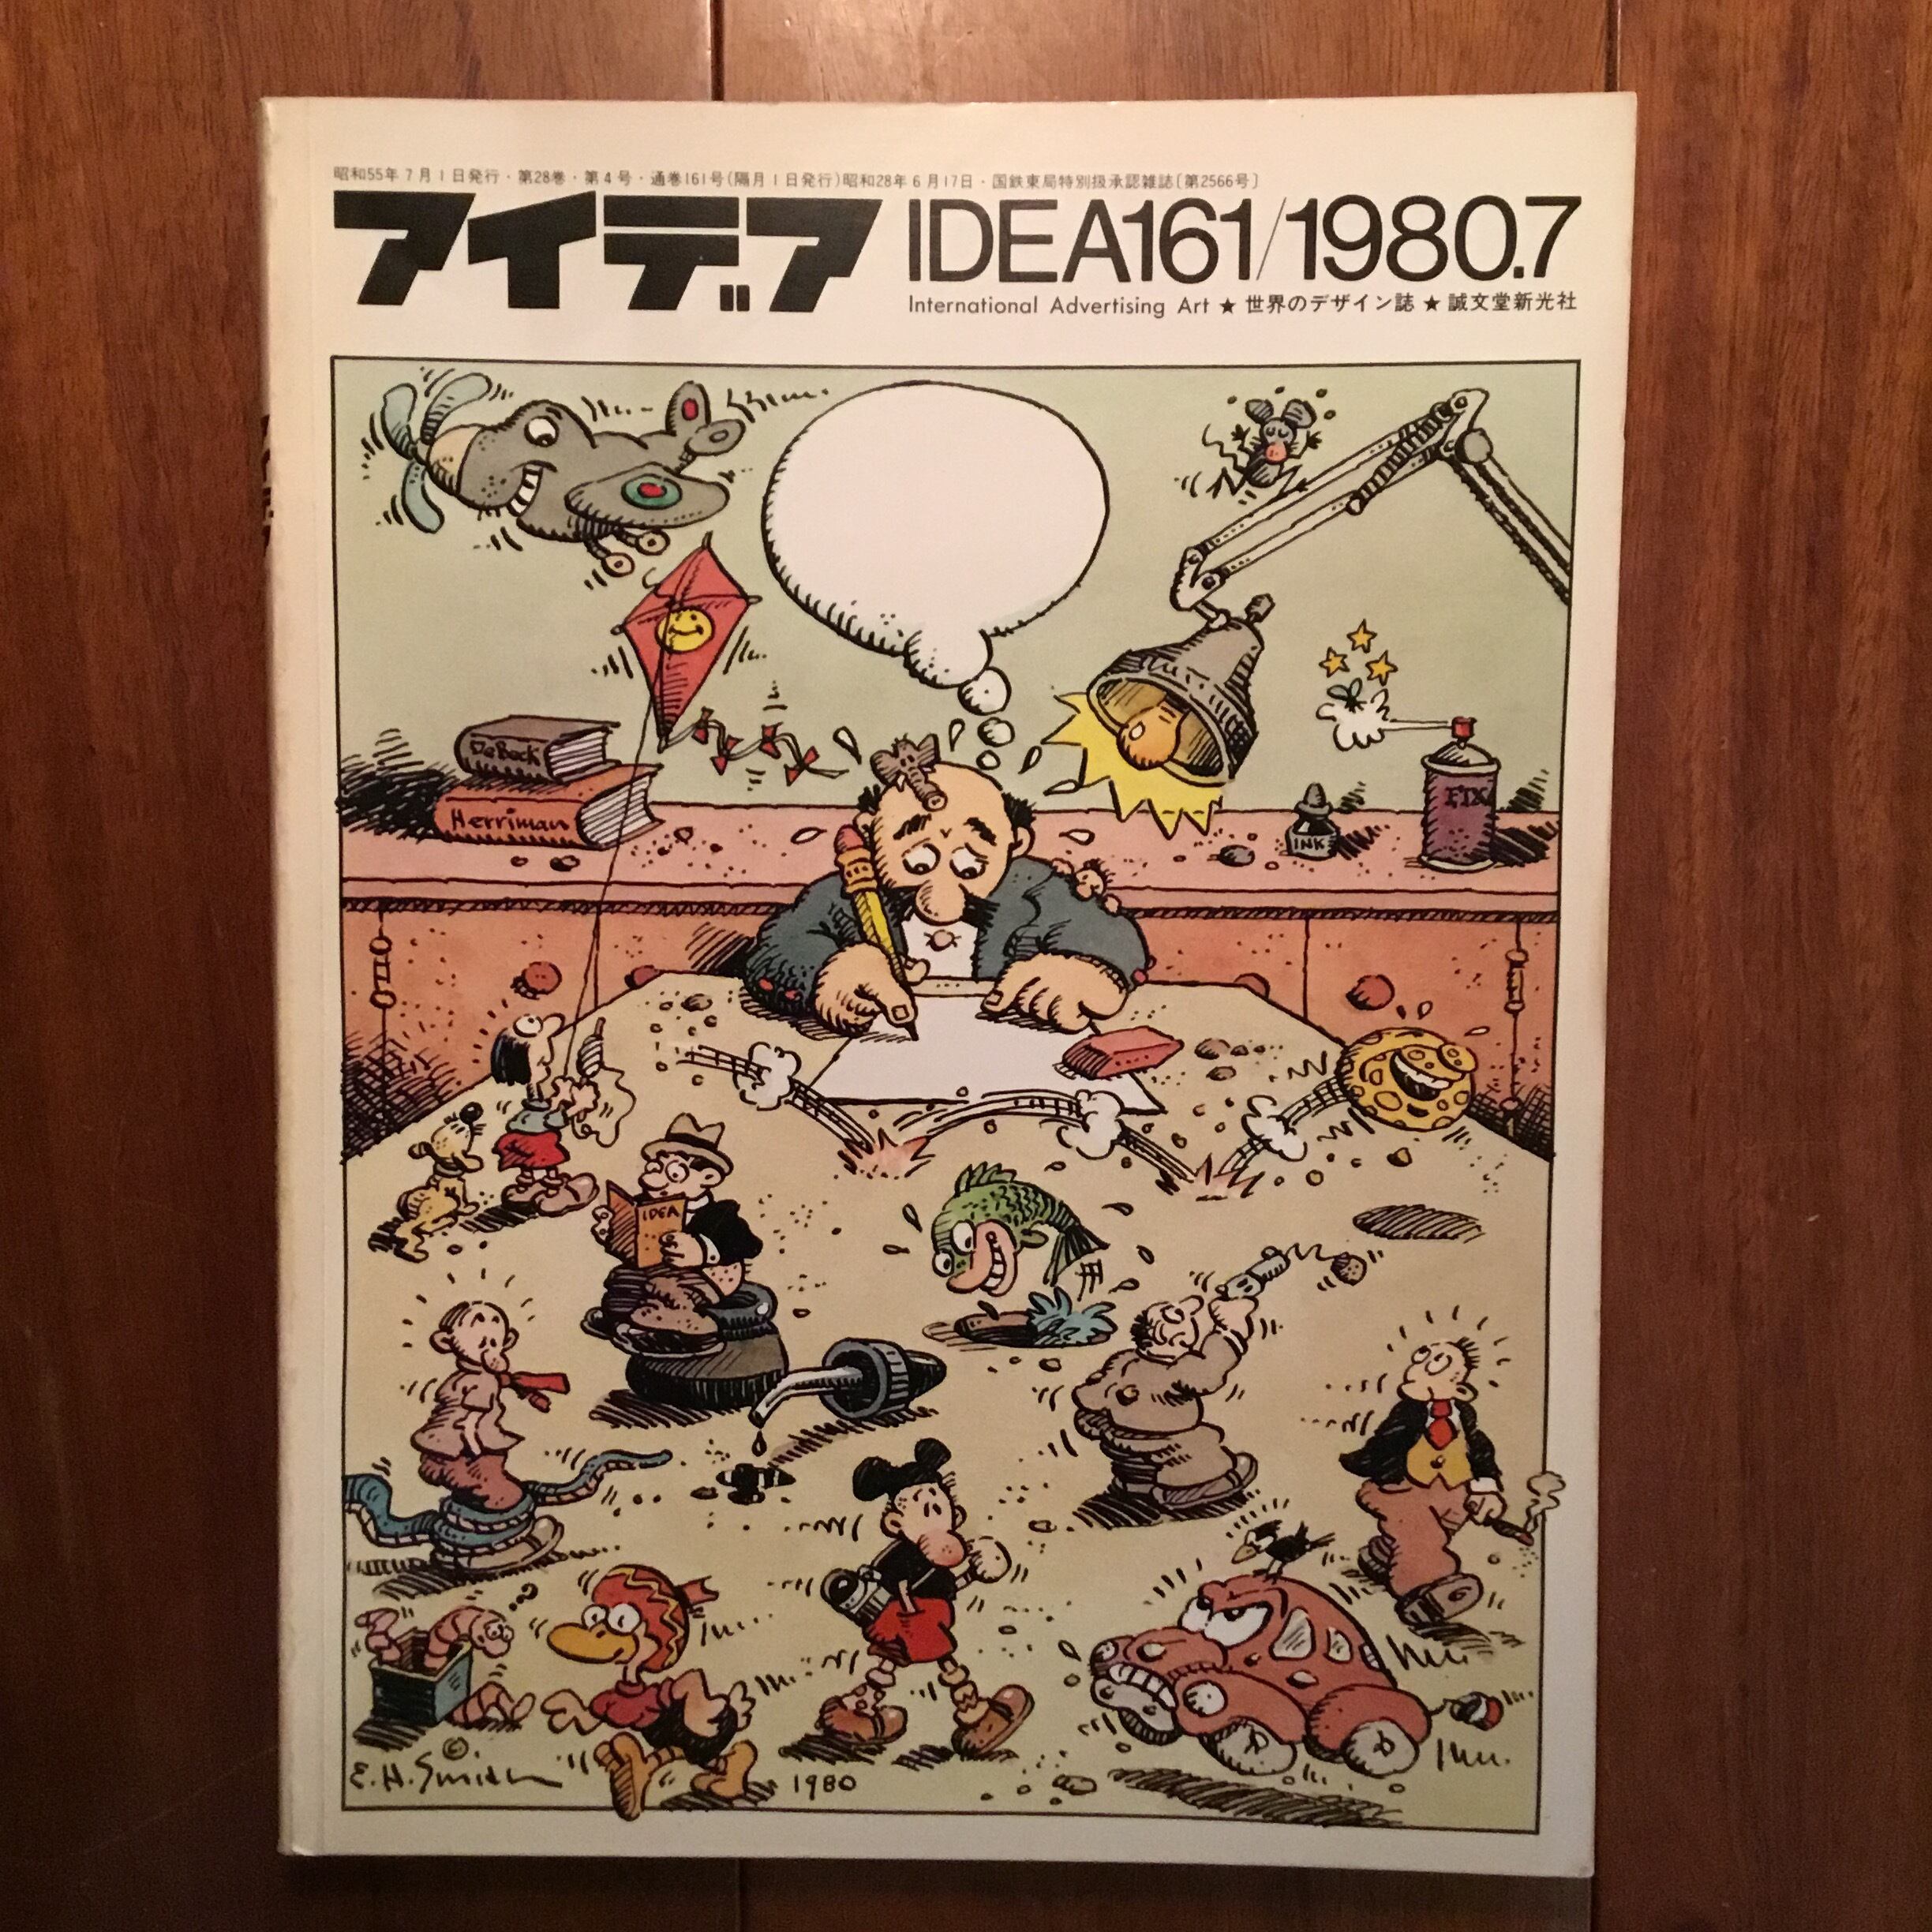 昭和55年7月1日発行・第28巻・第4号・通巻161号(隔月1日発行)昭和28年6月17日・国鉄東局特別扱承認雑誌〔第2566号〕
アイデア IDEA161/1980.7
International Advertising Art ★ 世界のデザイン誌 ★ 誠文堂新光社
DeBeck
Herriman
INK
FIX
IDEA
?
© E.H.Smith
1980